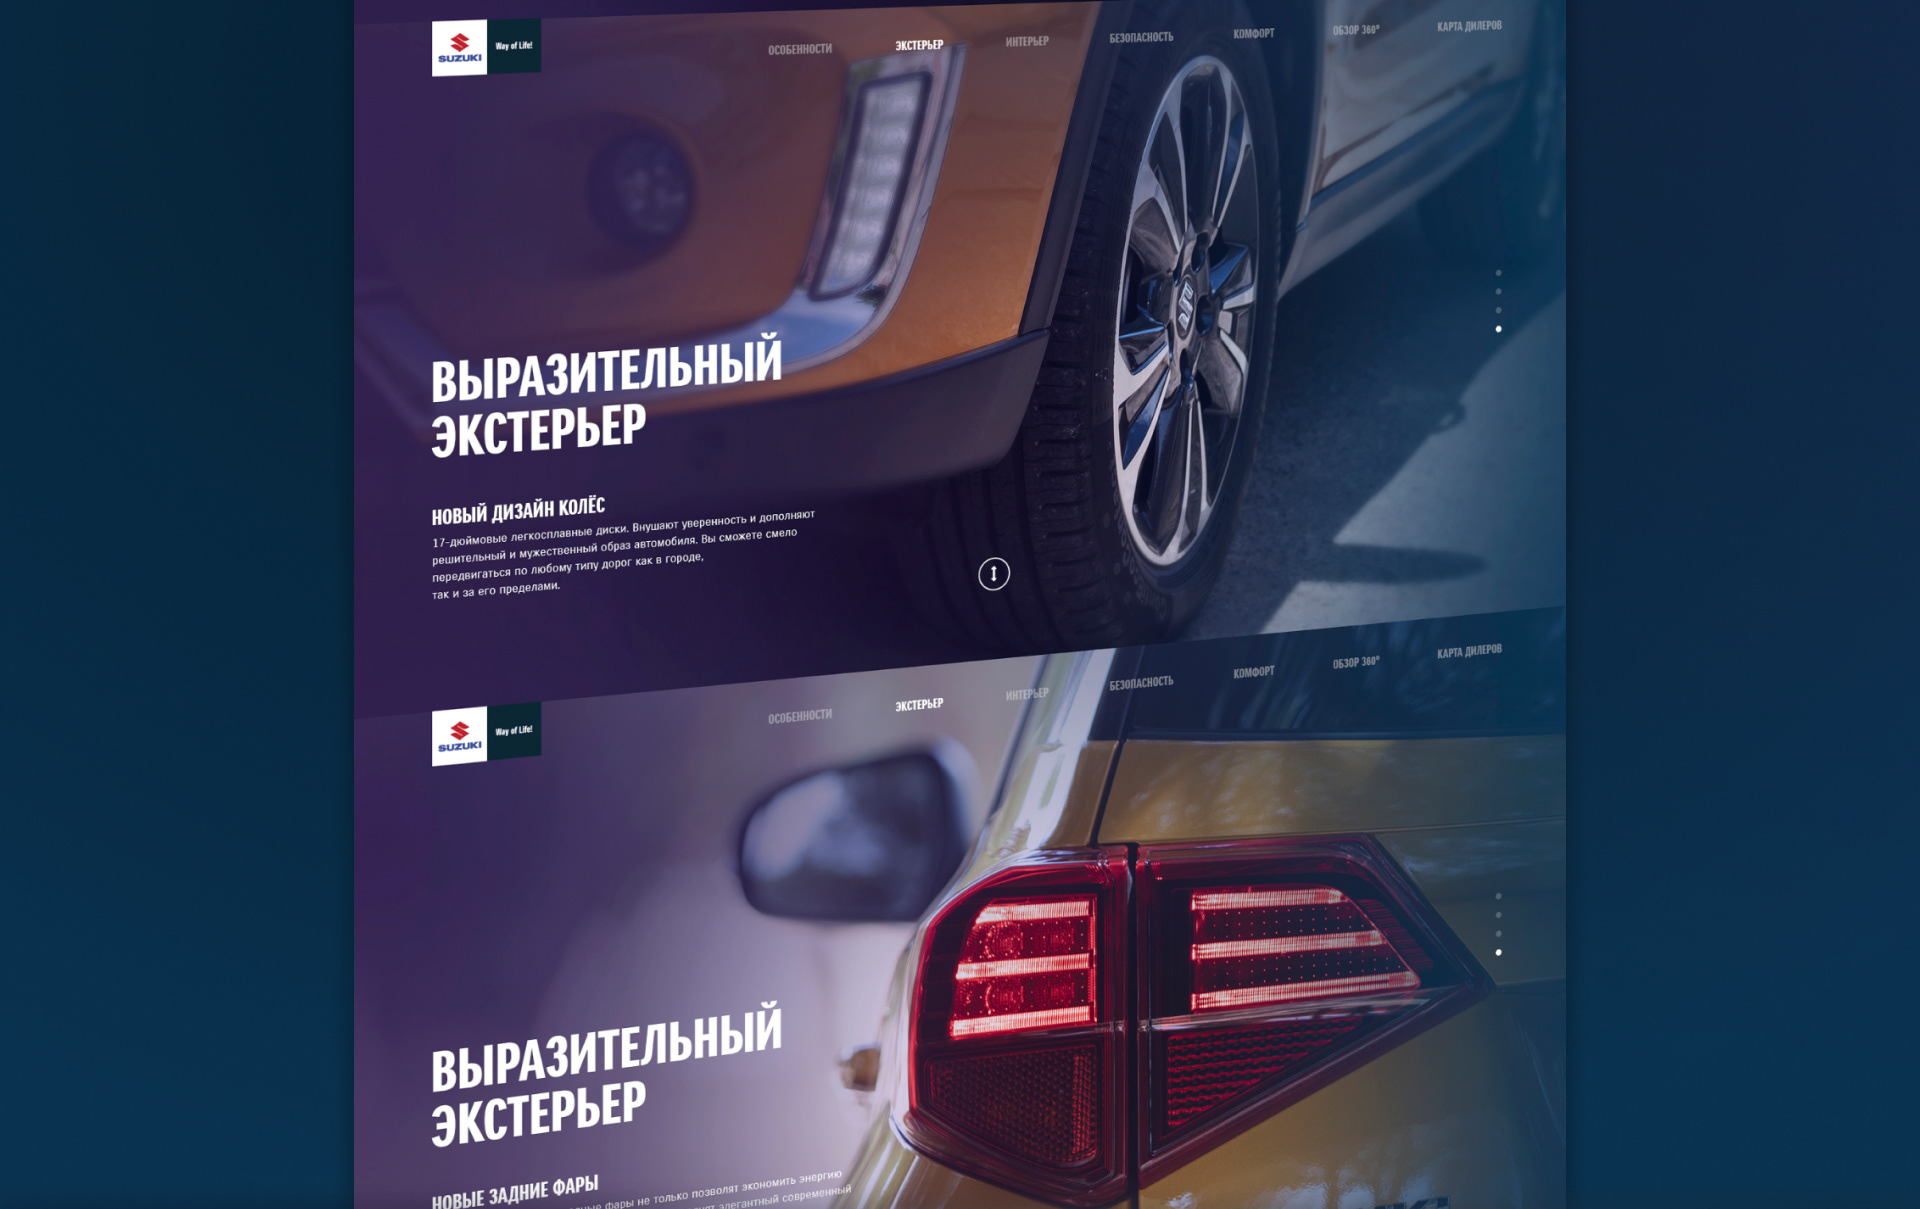 SUZUKI
Way of Life!
ОСОБЕННОСТИ
ЭКСТЕРЬЕР
ИНТЕРЬЕР
БЕЗОПАСНОСТЬ
КОМФОРТ
ОБЗОР 360°
КАРТА ДИЛЕРОВ
ВЫРАЗИТЕЛЬНЫЙ
ЭКСТЕРЬЕР
НОВЫЙ ДИЗАЙН КОЛЁС
17-дюймовые легкосплавные диски. Внушают уверенность и дополняют
решительный и мужественный образ автомобиля. Вы сможете смело
передвигаться по любому типу дорог как в городе,
так и за его пределами.
SUZUKI
Way of Life!
ОСОБЕННОСТИ
ЭКСТЕРЬЕР
ИНТЕРЬЕР
БЕЗОПАСНОСТЬ
КОМФОРТ
ОБЗОР 360°
КАРТА ДИЛЕРОВ
ВЫРАЗИТЕЛЬНЫЙ
ЭКСТЕРЬЕР
НОВЫЕ ЗАДНИЕ ФАРЫ
фары не только позволят экономить энергию
элегантный современный